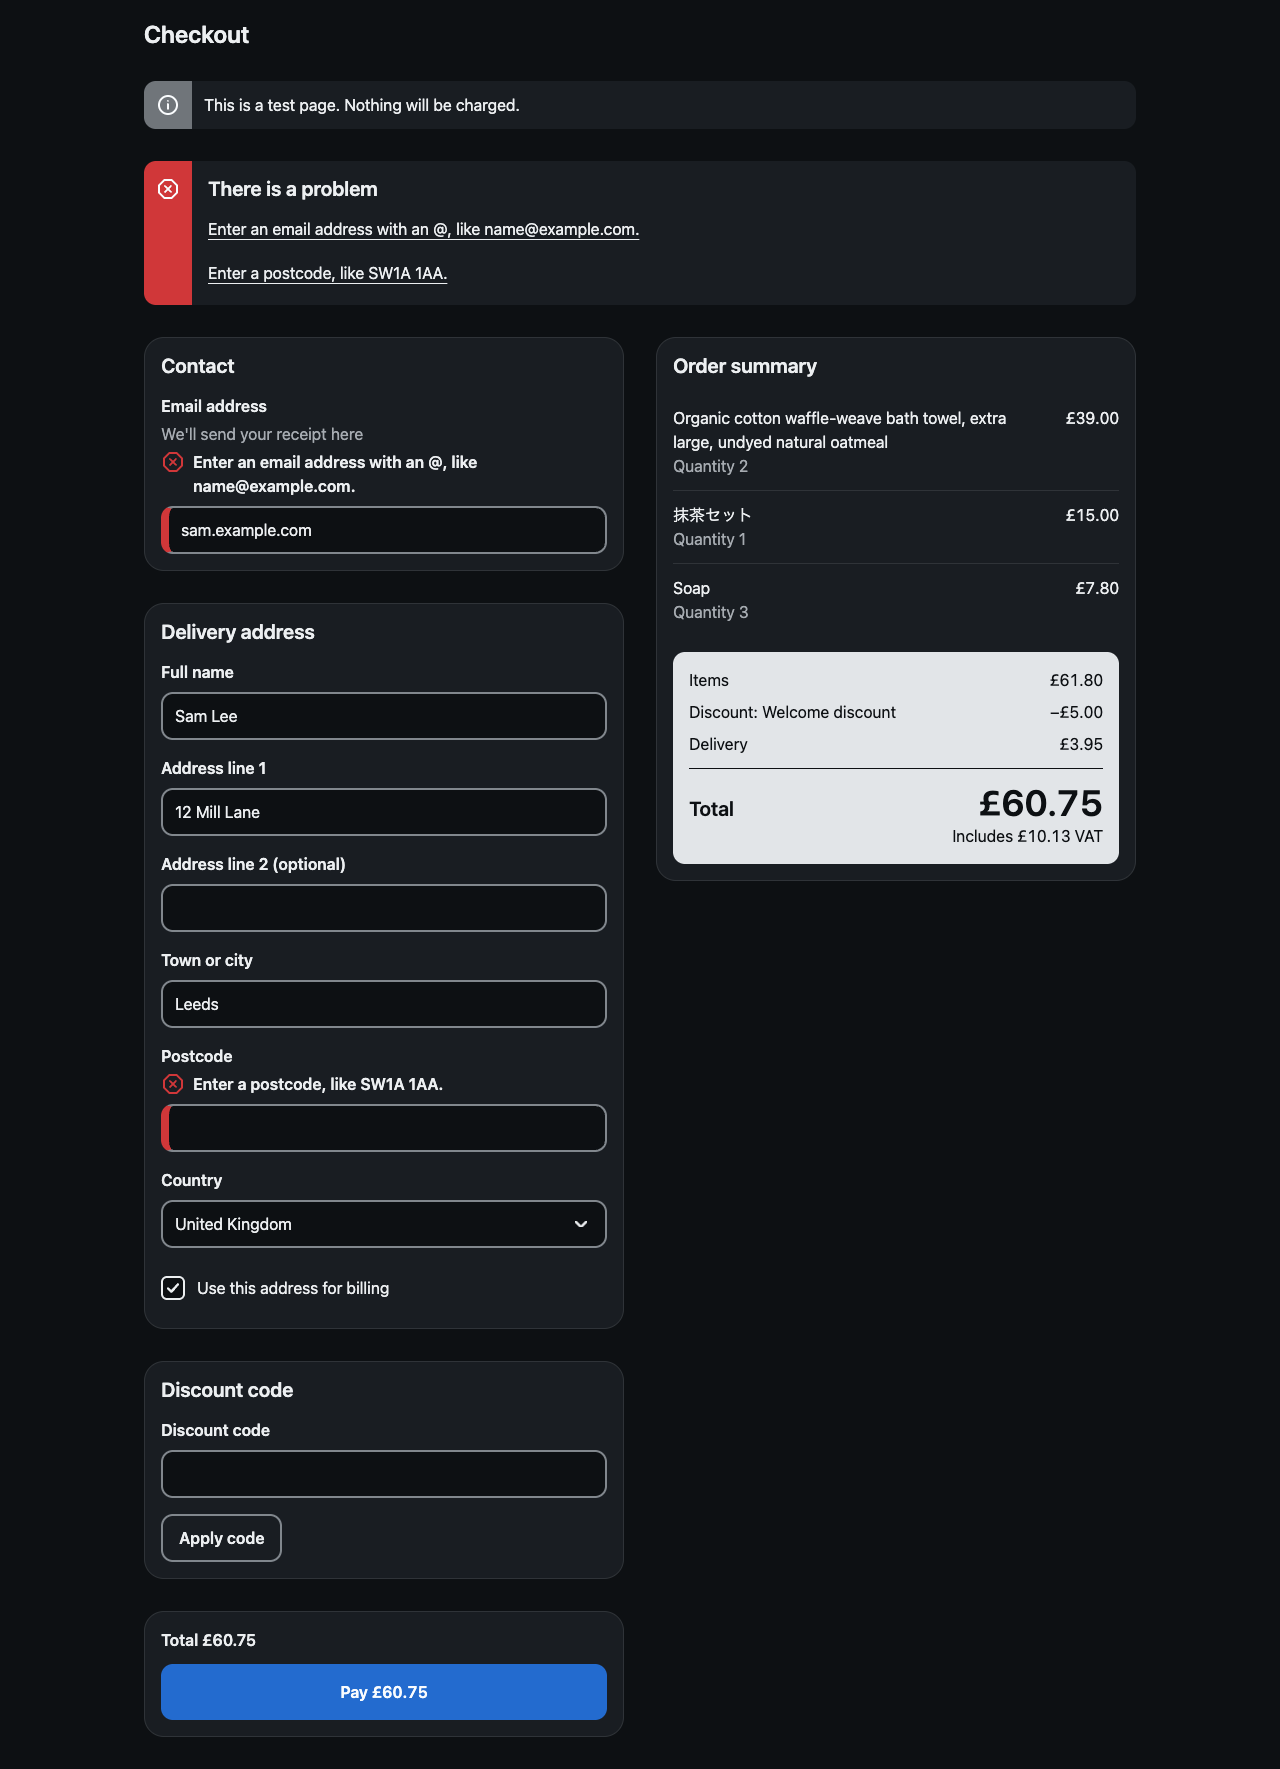 Checkout
This is a test page. Nothing will be charged.
There is a problem
Enter an email address with an @, like name@example.com.
Enter a postcode, like SW1A 1AA.
Contact
Email address
We'll send your receipt here
Enter an email address with an @, like
name@example.com.
sam.example.com
Delivery address
Full name
Sam Lee
Address line 1
12 Mill Lane
Address line 2 (optional)
Town or city
Leeds
Postcode
Enter a postcode, like SW1A 1AA.
Country
United Kingdom
Use this address for billing
Discount code
Discount code
Apply code
Total £60.75
Pay £60.75
Order summary
Organic cotton waffle-weave bath towel, extra £39.00
large, undyed natural oatmeal
Quantity 2
抹茶セット £15.00
Quantity 1
Soap £7.80
Quantity 3
Items £61.80
Discount: Welcome discount −£5.00
Delivery £3.95
Total £60.75
Includes £10.13 VAT